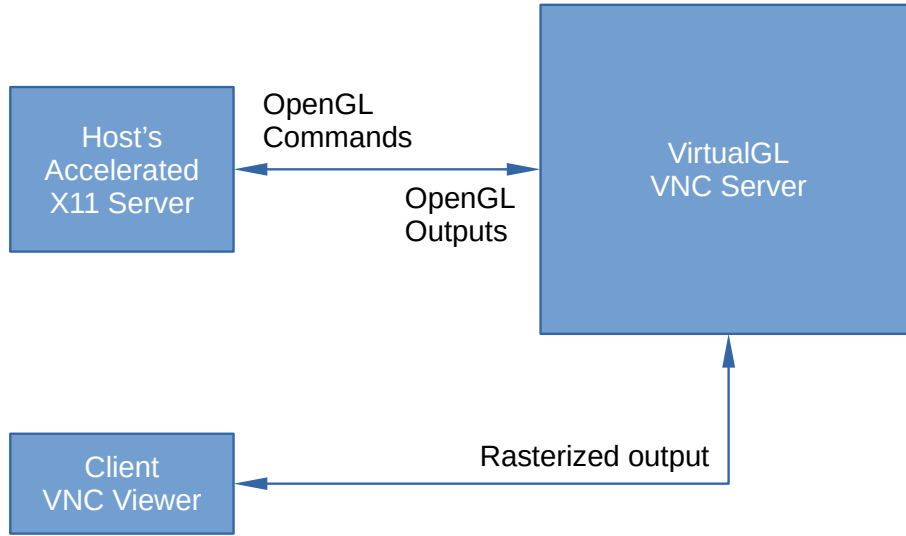 Host’s
Accelerated
X11 Server
OpenGL
Commands
OpenGL
Outputs
VirtualGL
VNC Server
Client
VNC Viewer
Rasterized output